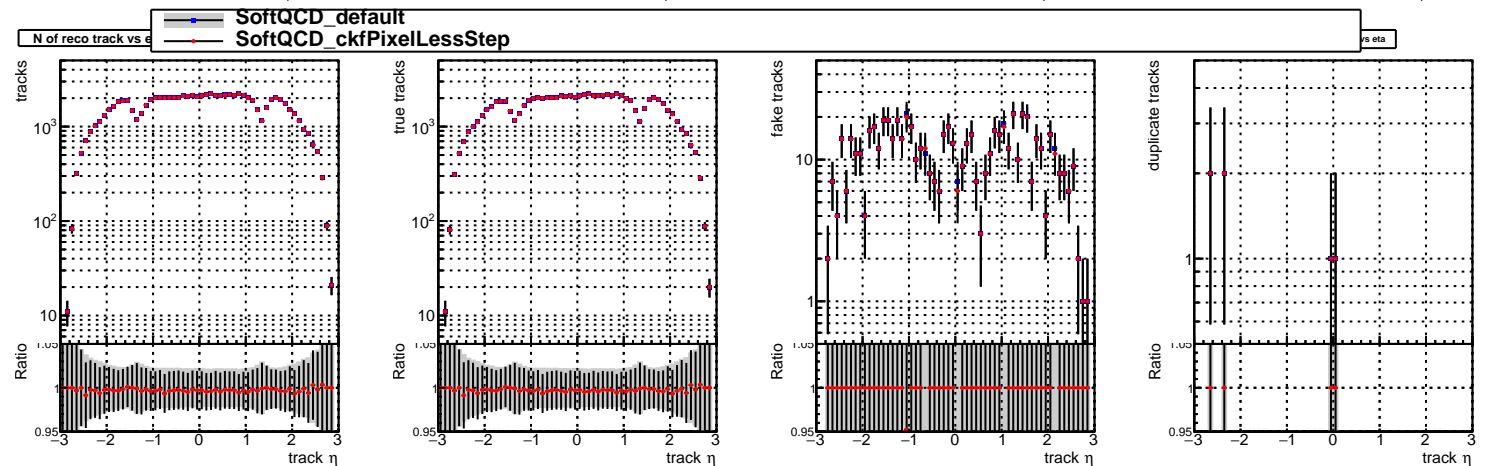 SoftQCD_default
SoftQCD_ckfPixelLessStep
N of reco track vs e
vs eta
tracks
10³
10²
10
Ratio
1.05
1
0.95
−3 −2 −1 0 1 2 3
track η
true tracks
10³
10²
10
Ratio
1.05
1
0.95
−3 −2 −1 0 1 2 3
track η
fake tracks
10
1
Ratio
1.05
1
0.95
−3 −2 −1 0 1 2 3
track η
duplicate tracks
1
Ratio
1.05
1
0.95
−3 −2 −1 0 1 2 3
track η